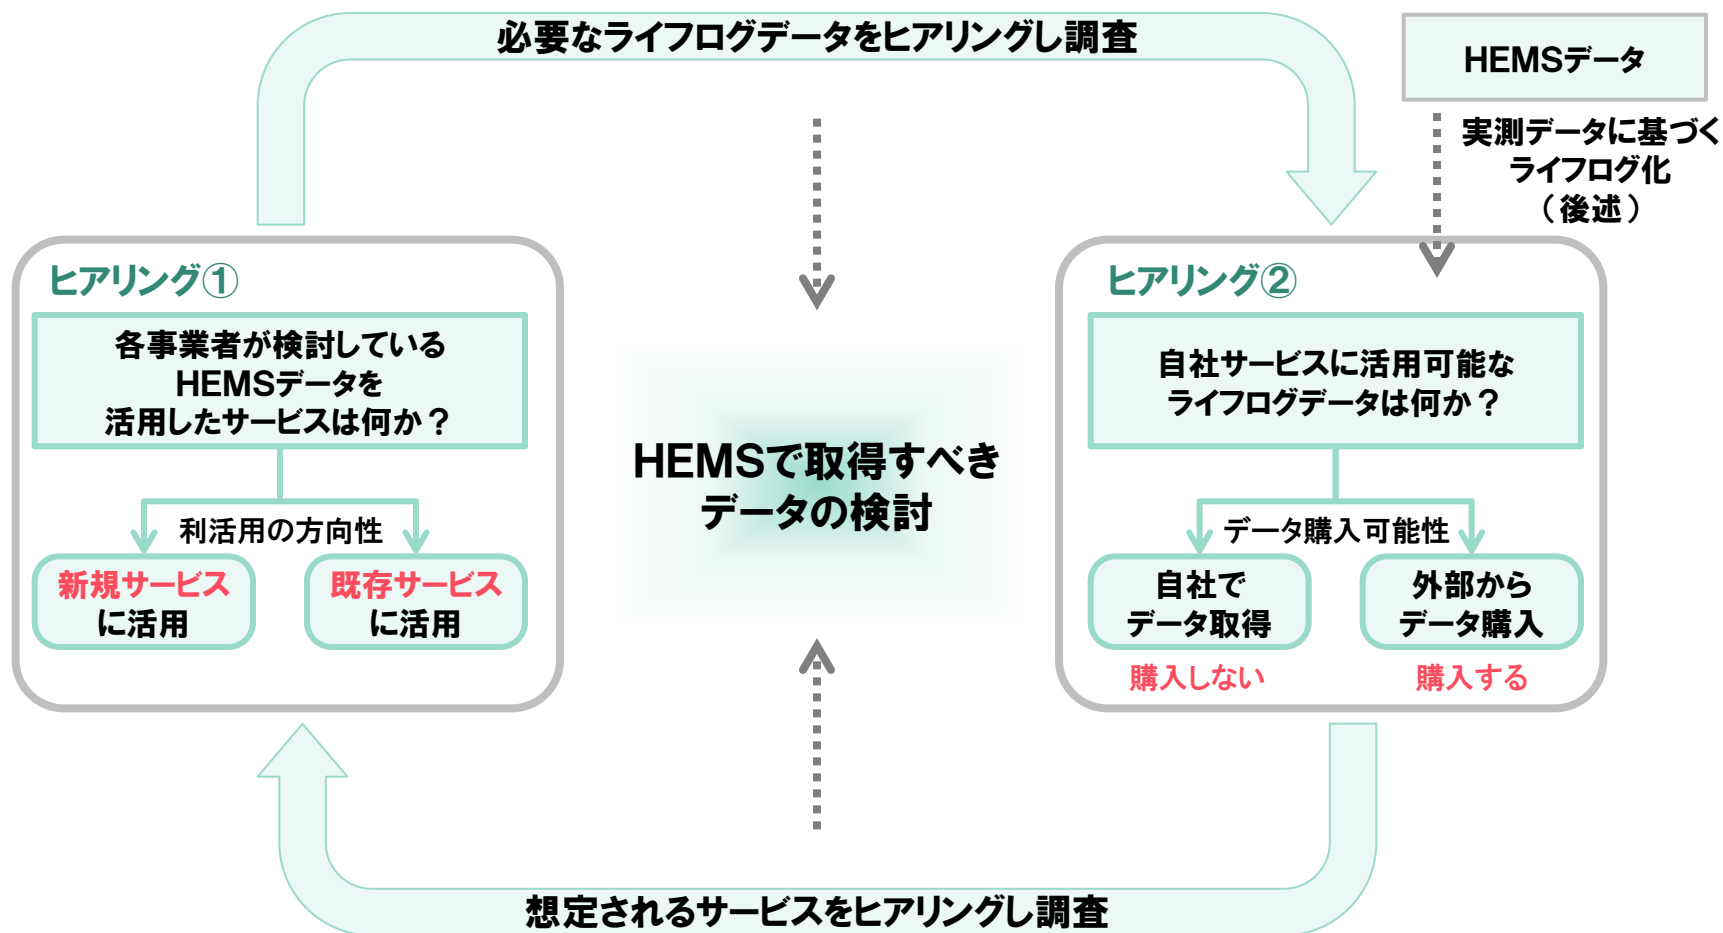 必要なライフログデータをヒアリングし調査
HEMSデータ
実測データに基づく
ライフログ化
（後述）
ヒアリング①
各事業者が検討している
HEMSデータを
活用したサービスは何か？
利活用の方向性
新規サービス
に活用
既存サービス
に活用
HEMSで取得すべき
データの検討
ヒアリング②
自社サービスに活用可能な
ライフログデータは何か？
データ購入可能性
自社で
データ取得
購入しない
外部から
データ購入
購入する
想定されるサービスをヒアリングし調査